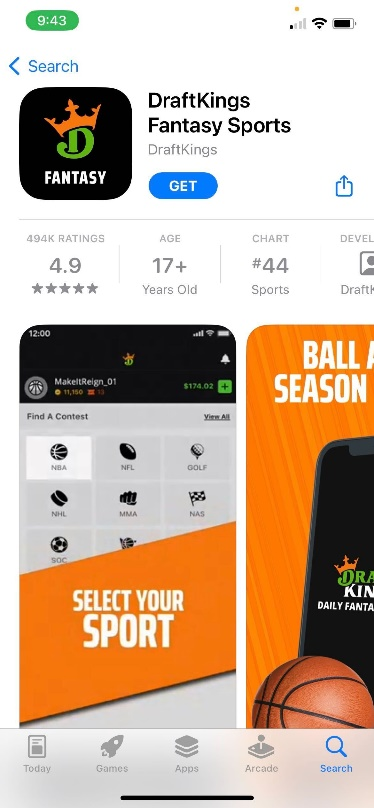 9:43
Search
DraftKings
Fantasy Sports
DraftKings
GET
FANTASY
494K RATINGS
4.9
AGE
17+
Years Old
CHART
#44
Sports
DEVEL
DraftK
12:00
MakeItReign_01
11,150
13
$174.02
Find A Contest
View All
NBA
NFL
GOLF
NHL
MMA
NAS
SOC
SELECT YOUR
SPORT
BALL A
SEASON
DRA
KIN
DAILY FANTA
Today
Games
Apps
Arcade
Search